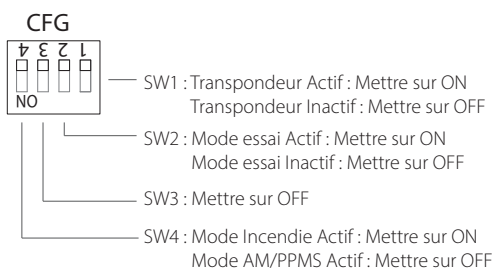 CFG
4 3 2 1
ON
SW1 : Transpondeur Actif : Mettre sur ON
Transpondeur Inactif : Mettre sur OFF
SW2 : Mode essai Actif : Mettre sur ON
Mode essai Inactif : Mettre sur OFF
SW3 : Mettre sur OFF
SW4 : Mode Incendie Actif : Mettre sur ON
Mode AM/PPMS Actif : Mettre sur OFF